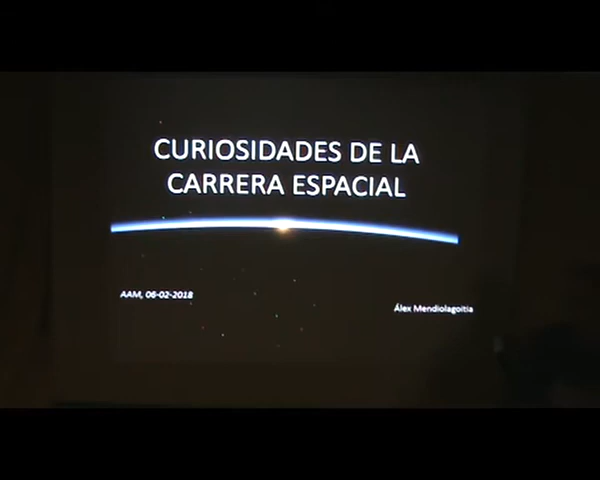 CURIOSIDADES DE LA
CARRERA ESPACIAL
AAM, 06-02-2018
Álex Mendiolagoitia